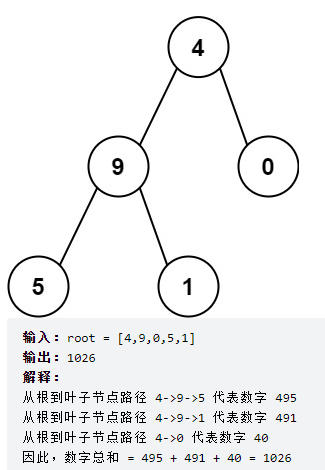 4
9
0
5
1
输入：root = [4,9,0,5,1]
输出：1026
解释：
从根到叶子节点路径 4->9->5 代表数字 495
从根到叶子节点路径 4->9->1 代表数字 491
从根到叶子节点路径 4->0 代表数字 40
因此，数字总和 = 495 + 491 + 40 = 1026